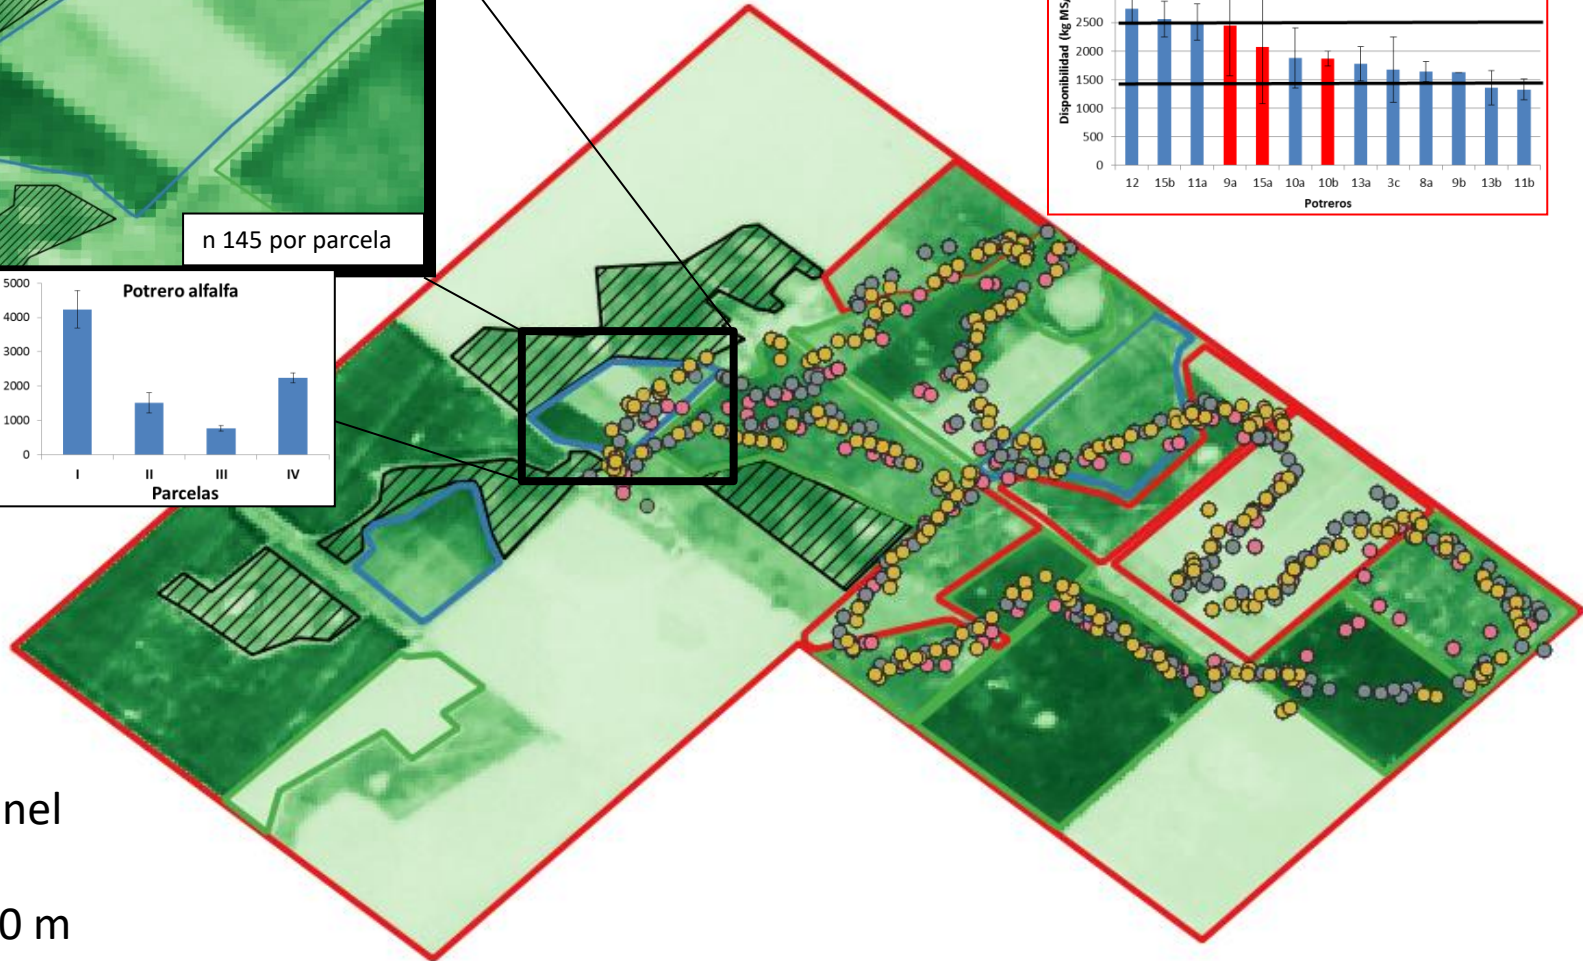 Disponibilidad (kg MS,
2500
2000
1500
1000
500
0
12 15b 11a 9a 15a 10a 10b 13a 3c 8a 9b 13b 11b
Potreros
n 145 por parcela
Potrero alfalfa
5000
4000
3000
2000
1000
0
I II III IV
Parcelas
nel
0 m